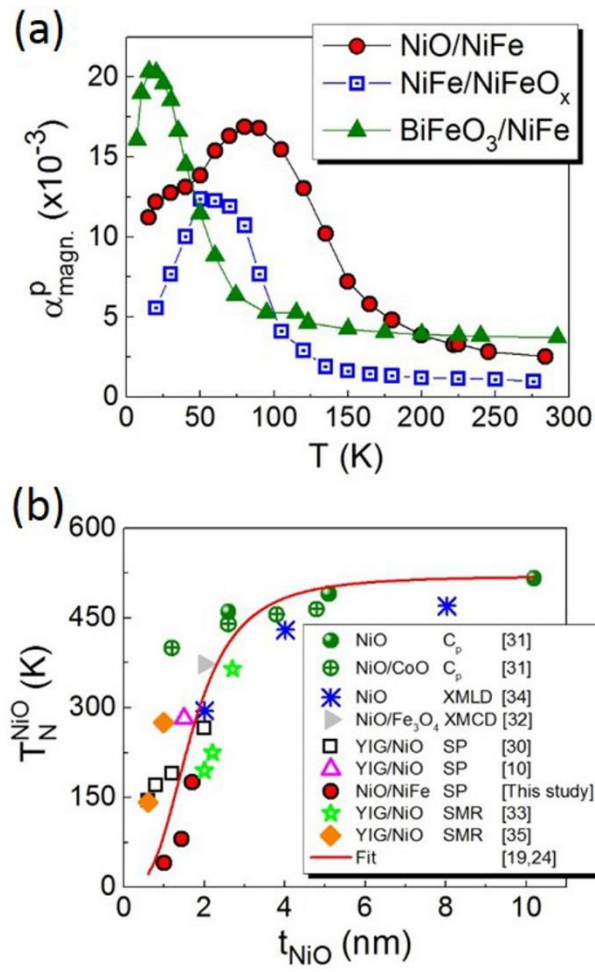 (a)
NiO/NiFe
NiFe/NiFeOₓ
BiFeO₃/NiFe
αᵖmagn. (x10⁻³)
20
15
10
5
0
0 50 100 150 200 250 300
T (K)
(b)
T_N^NiO (K)
600
450
300
150
0
NiO Cₚ [31]
NiO/CoO Cₚ [31]
NiO XMLD [34]
NiO/Fe₃O₄ XMCD [32]
YIG/NiO SP [30]
YIG/NiO SP [10]
NiO/NiFe SP [This study]
YIG/NiO SMR [33]
YIG/NiO SMR [35]
Fit [19,24]
0 2 4 6 8 10
t_NiO (nm)